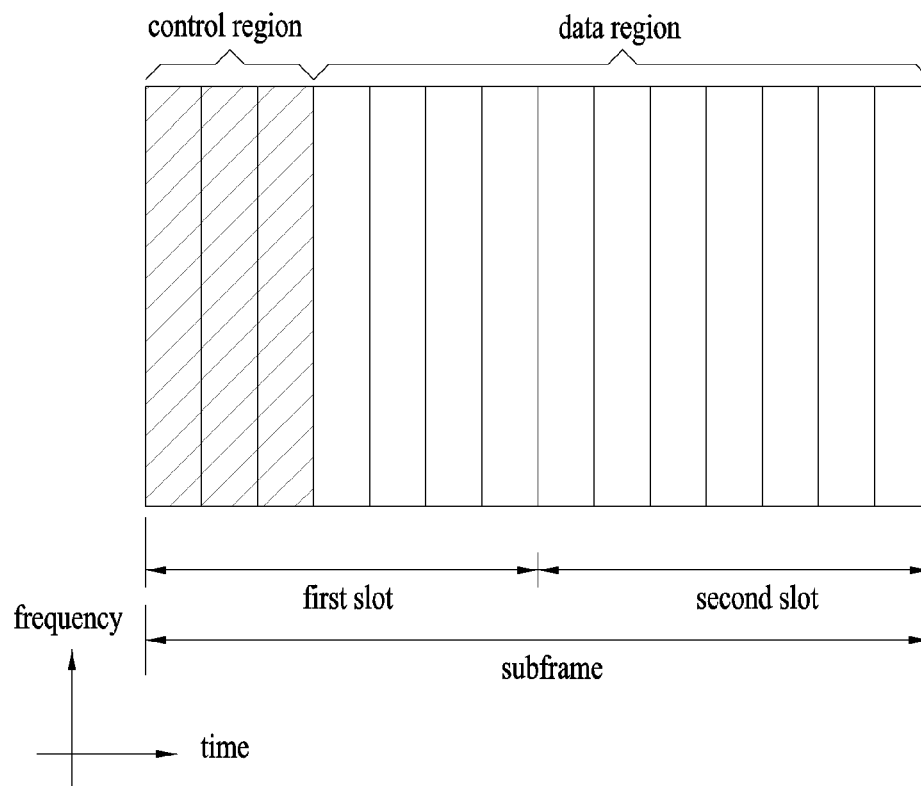 control region
data region
first slot
second slot
frequency
subframe
time